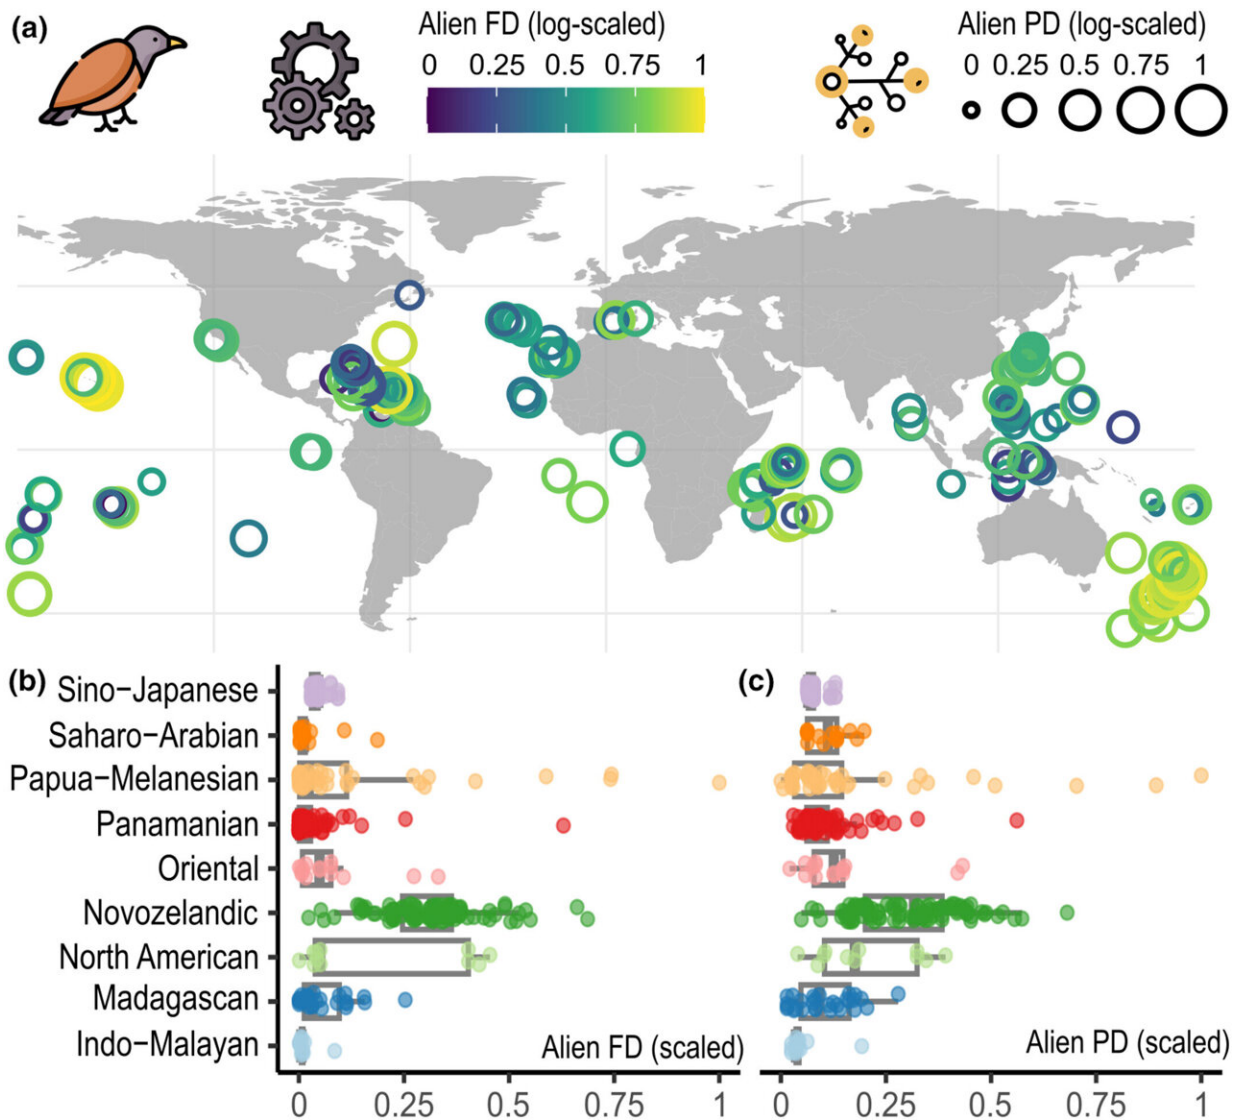 (a)
Alien FD (log-scaled)
0 0.25 0.5 0.75 1
Alien PD (log-scaled)
0 0.25 0.5 0.75 1
(b)
(c)
Sino-Japanese
Saharo-Arabian
Papua-Melanesian
Panamanian
Oriental
Novozelandic
North American
Madagascan
Indo-Malayan
Alien FD (scaled)
Alien PD (scaled)
0 0.25 0.5 0.75 1
0 0.25 0.5 0.75 1